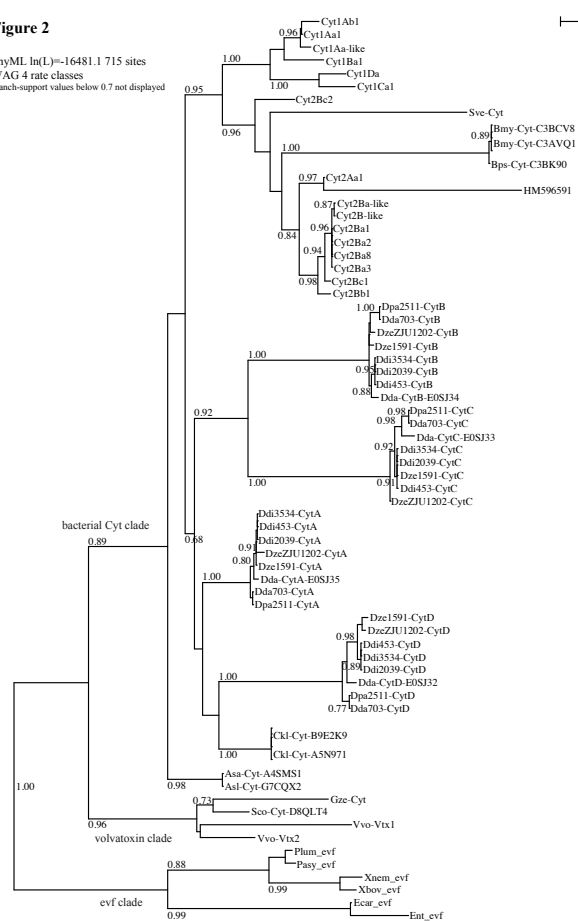 igure 2
nyML ln(L)=-16481.1 715 sites
AG 4 rate classes
anch-support values below 0.7 not displayed
Cyt1Ab1
0.96
Cyt1Aa1
Cyt1Aa-like
1.00
Cyt1Ba1
Cyt1Da
1.00
Cyt1Ca1
0.95
Cyt2Bc2
Sve-Cyt
0.96
Bmy-Cyt-C3BCV8
0.89
Bmy-Cyt-C3AVQ1
1.00
Bps-Cyt-C3BK90
0.97
Cyt2Aa1
HM596591
0.87
Cyt2Ba-like
Cyt2B-like
0.96
Cyt2Ba1
0.84
Cyt2Ba2
0.94
Cyt2Ba8
Cyt2Ba3
0.98
Cyt2Bc1
Cyt2Bb1
1.00
Dpa2511-CytB
Dda703-CytB
DzeZJU1202-CytB
Dze1591-CytB
1.00
Ddi3534-CytB
0.95
Ddi2039-CytB
Ddi453-CytB
0.88
Dda-CytB-E0SJ34
0.92
0.98
Dpa2511-CytC
0.98
Dda703-CytC
Dda-CytC-E0SJ33
0.92
Ddi3534-CytC
Ddi2039-CytC
Dze1591-CytC
1.00
0.91
Ddi453-CytC
DzeZJU1202-CytC
Ddi3534-CytA
bacterial Cyt clade
Ddi453-CytA
0.89
0.68
Ddi2039-CytA
0.91
DzeZJU1202-CytA
0.80
Dze1591-CytA
1.00
Dda-CytA-E0SJ35
Dda703-CytA
Dpa2511-CytA
Dze1591-CytD
DzeZJU1202-CytD
0.98
Ddi453-CytD
Ddi3534-CytD
0.89
Ddi2039-CytD
1.00
Dda-CytD-E0SJ32
Dpa2511-CytD
0.77
Dda703-CytD
Ckl-Cyt-B9E2K9
1.00
Ckl-Cyt-A5N971
Asa-Cyt-A4SMS1
0.98
Asl-Cyt-G7CQX2
1.00
0.73
Gze-Cyt
Sco-Cyt-D8QLT4
0.96
Vvo-Vtx1
volvatoxin clade
Vvo-Vtx2
Plum_evf
0.88
Pasy_evf
Xnem_evf
0.99
Xbov_evf
evf clade
Ecar_evf
0.99
Ent_evf